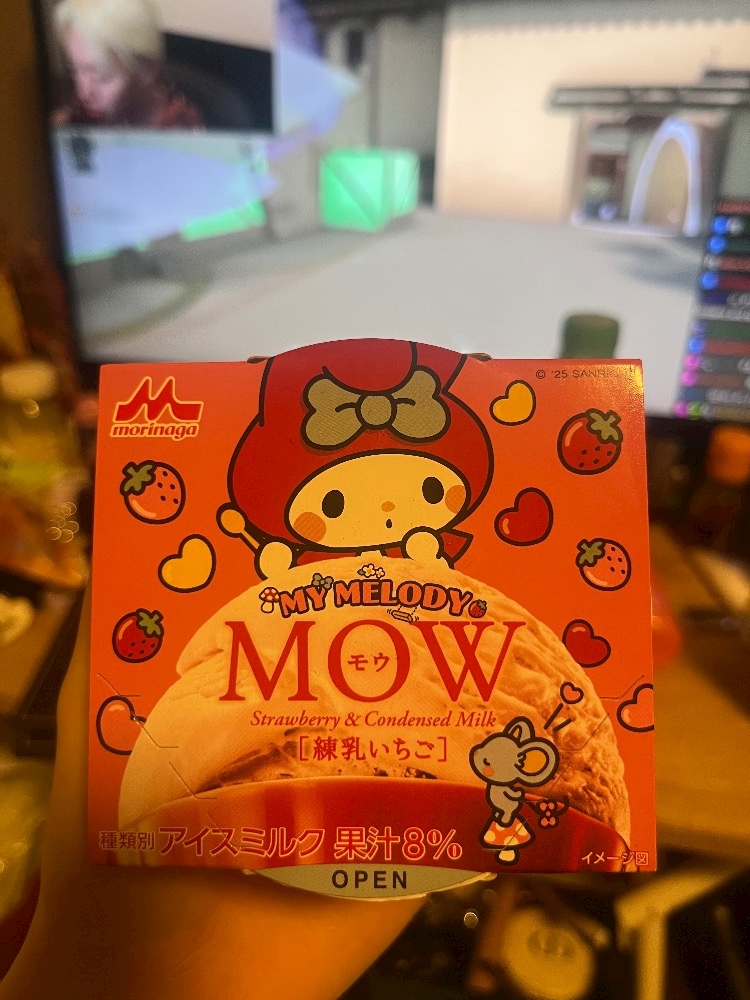 © '25 SANRIO
morinaga
MY MELODY
MOW
モウ
Strawberry & Condensed Milk
[練乳いちご]
種類別 アイスミルク 果汁8%
イメージ図
OPEN